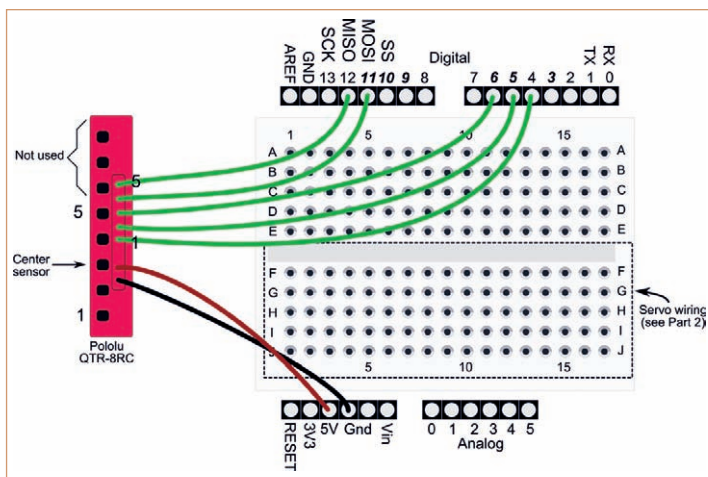 Digital
AREF
GND
SCK
13
MISO
12
MOSI
11
SS
10
9
8
7
6
5
4
3
2
TX
1
RX
0
Not used
5
5
1
Center
sensor
1
Pololu
QTR-8RC
1 5 10 15
A A
B B
C C
D D
E E
F F
G G
H H
I I
J J
5 10 15
Servo wiring
(see Part 2)
RESET
3V3
5V
Gnd
Vin
0 1 2 3 4 5
Analog